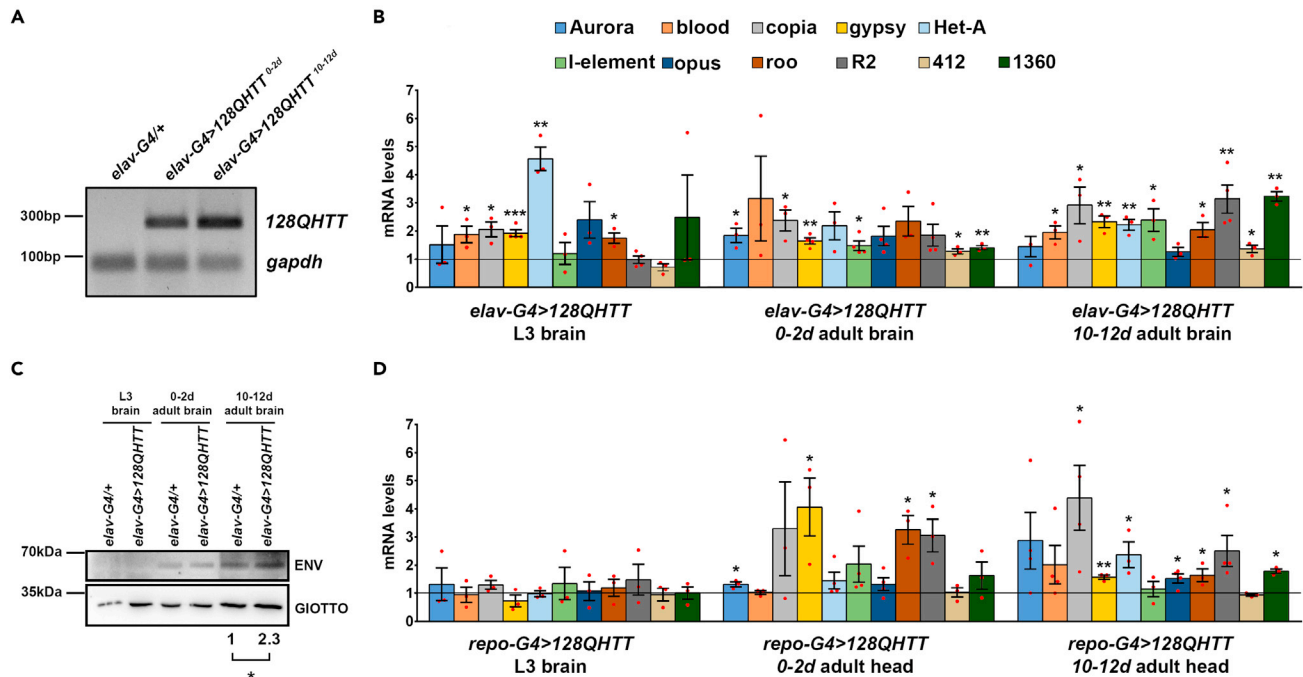 A
elav-G4/+
elav-G4>128QHTT 0-2d
elav-G4>128QHTT 10-12d
300bp
100bp
128QHTT
gapdh
B
Aurora blood copia gypsy Het-A
I-element opus roo R2 412 1360
mRNA levels
7
6
5
4
3
2
1
0
* * *** ** *
* * ** * * **
* * ** ** * * ** * **
elav-G4>128QHTT
L3 brain
elav-G4>128QHTT
0-2d adult brain
elav-G4>128QHTT
10-12d adult brain
C
L3
brain
0-2d
adult brain
10-12d
adult brain
elav-G4/+
elav-G4>128QHTT
elav-G4/+
elav-G4>128QHTT
elav-G4/+
elav-G4>128QHTT
70kDa
ENV
35kDa
GIOTTO
1 2.3
*
D
mRNA levels
7
6
5
4
3
2
1
0
* * * *
* ** * * * * *
repo-G4>128QHTT
L3 brain
repo-G4>128QHTT
0-2d adult head
repo-G4>128QHTT
10-12d adult head